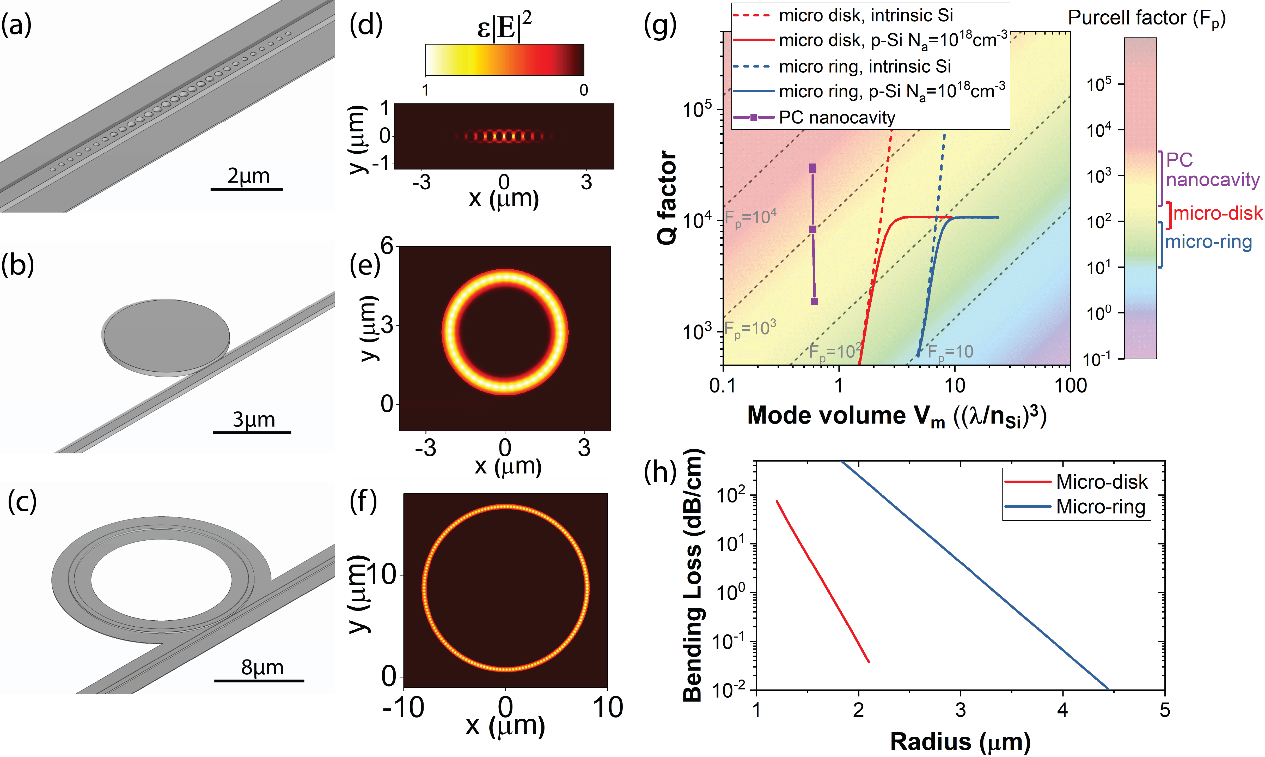 (a)
2μm
(b)
3μm
(c)
8μm
(d)
ε|E|²
1
0
y (μm)
1
0
-1
-3
0
3
x (μm)
(e)
y (μm)
6
3
0
-3
0
3
x (μm)
(f)
y (μm)
10
0
-10
0
10
x (μm)
(g)
micro disk, intrinsic Si
micro disk, p-Si Nₐ=10¹⁸cm⁻³
micro ring, intrinsic Si
micro ring, p-Si Nₐ=10¹⁸cm⁻³
PC nanocavity
Q factor
10⁵
10⁴
10³
Fₚ=10⁴
Fₚ=10³
Fₚ=10²
Fₚ=10
0.1
1
10
100
Mode volume Vₘ ((λ/n_Si)³)
Purcell factor (Fₚ)
10⁵
10⁴
10³
10²
10¹
10⁰
10⁻¹
PC
nanocavity
micro-disk
micro-ring
(h)
Bending Loss (dB/cm)
10²
10¹
10⁰
10⁻¹
10⁻²
Micro-disk
Micro-ring
1
2
3
4
5
Radius (μm)